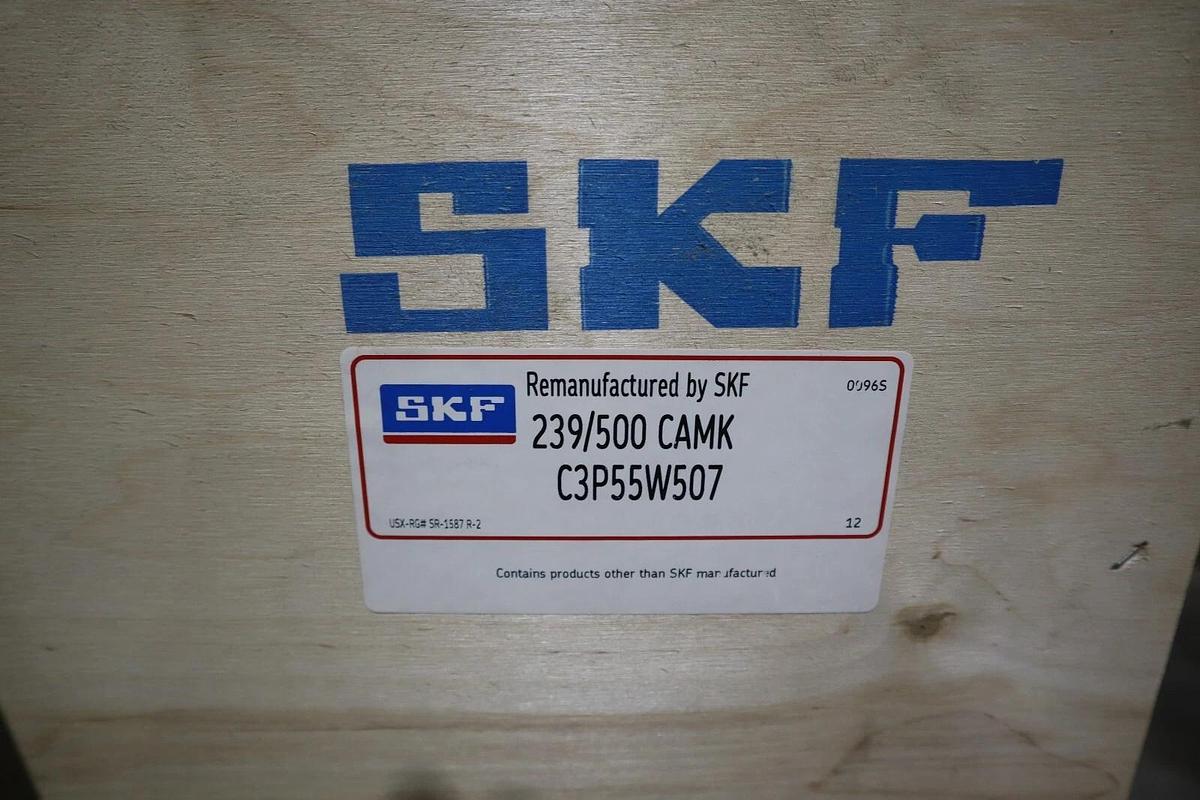 SKF
SKF
Remanufactured by SKF
0096S
239/500 CAMK
C3P55W507
USX-RG# SR-1587 R-2
12
Contains products other than SKF manufactured